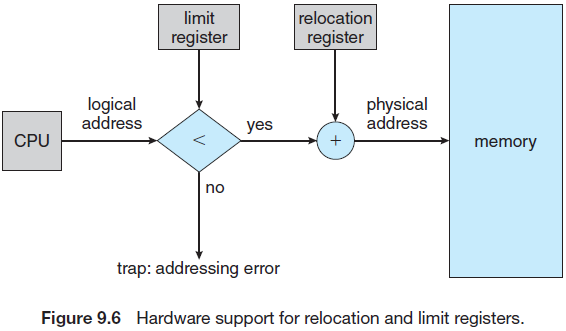 limit
register
relocation
register
logical
address
physical
address
CPU
<
yes
+
memory
no
trap: addressing error
Figure 9.6 Hardware support for relocation and limit registers.